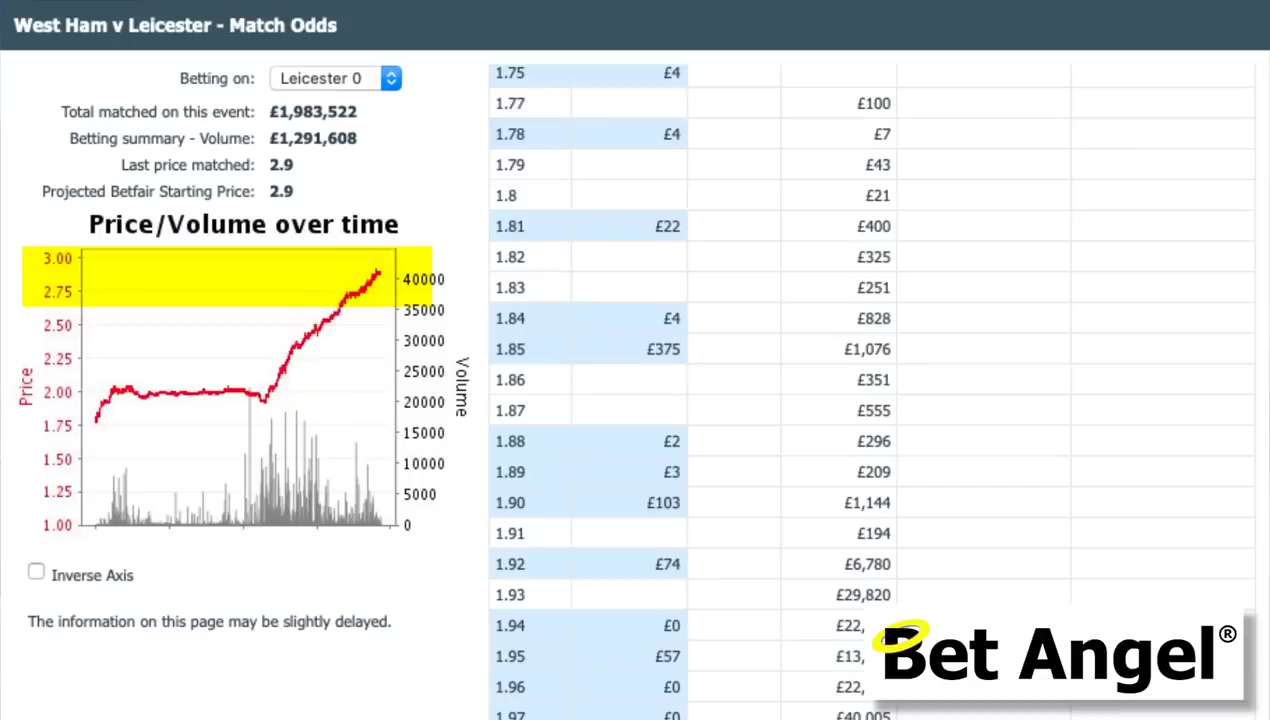 West Ham v Leicester - Match Odds
Betting on: Leicester 0
Total matched on this event: £1,983,522
Betting summary - Volume: £1,291,608
Last price matched: 2.9
Projected Betfair Starting Price: 2.9
Price/Volume over time
3.00
2.75
2.50
2.25
2.00
1.75
1.50
1.25
1.00
Price
40000
35000
30000
25000
20000
15000
10000
5000
0
Volume
Inverse Axis
The information on this page may be slightly delayed.
1.75 £4
1.77 £100
1.78 £4 £7
1.79 £43
1.8 £21
1.81 £22 £400
1.82 £325
1.83 £251
1.84 £4 £828
1.85 £375 £1,076
1.86 £351
1.87 £555
1.88 £2 £296
1.89 £3 £209
1.90 £103 £1,144
1.91 £194
1.92 £74 £6,780
1.93 £29,820
1.94 £0 £22,
1.95 £57 £13,
1.96 £0 £22,
1.97 £0 £40,005
Bet Angel®